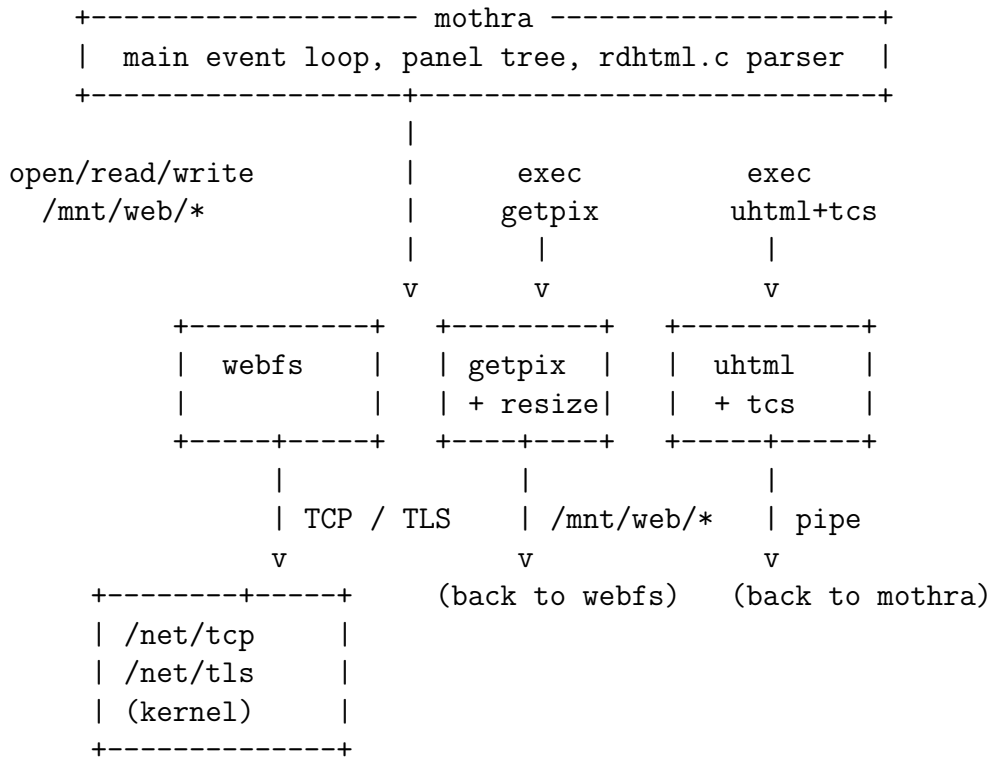 +-------------------- mothra --------------------+
|  main event loop, panel tree, rdhtml.c parser  |
+-------------------+----------------------------+
|
open/read/write | exec exec
/mnt/web/* | getpix uhtml+tcs
| | |
v v v
+-----------+ +---------+ +-----------+
| webfs | | getpix | | uhtml |
| | | + resize| | + tcs |
+-----+-----+ +----+----+ +-----+-----+
| | |
| TCP / TLS | /mnt/web/* | pipe
v v v
+--------+-----+ (back to webfs) (back to mothra)
| /net/tcp |
| /net/tls |
| (kernel) |
+--------------+